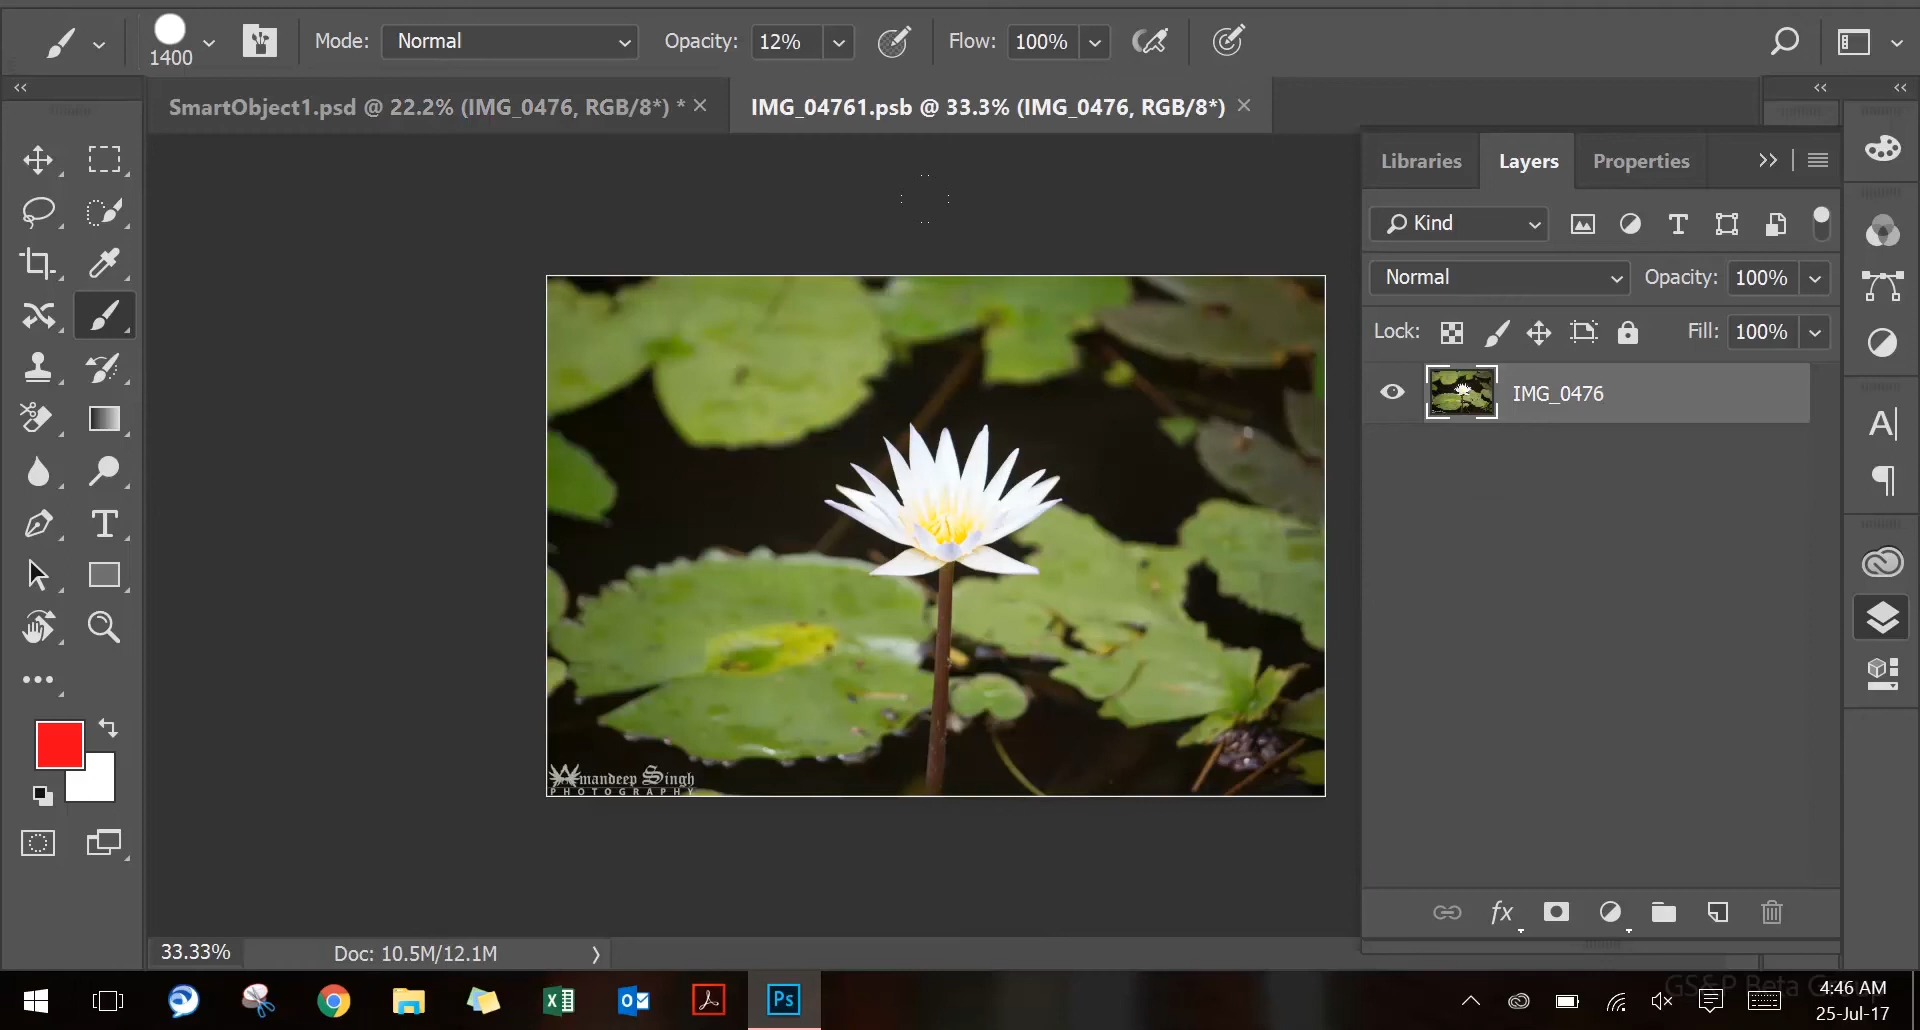 1400
Mode: Normal
Opacity: 12%
Flow: 100%
SmartObject1.psd @ 22.2% (IMG_0476, RGB/8*) *
IMG_04761.psb @ 33.3% (IMG_0476, RGB/8*)
Libraries
Layers
Properties
Kind
Normal
Opacity: 100%
Lock:
Fill: 100%
IMG_0476
Amandeep Singh
PHOTOGRAPHY
fx
33.33%
Doc: 10.5M/12.1M
Ps
4:46 AM
25-Jul-17